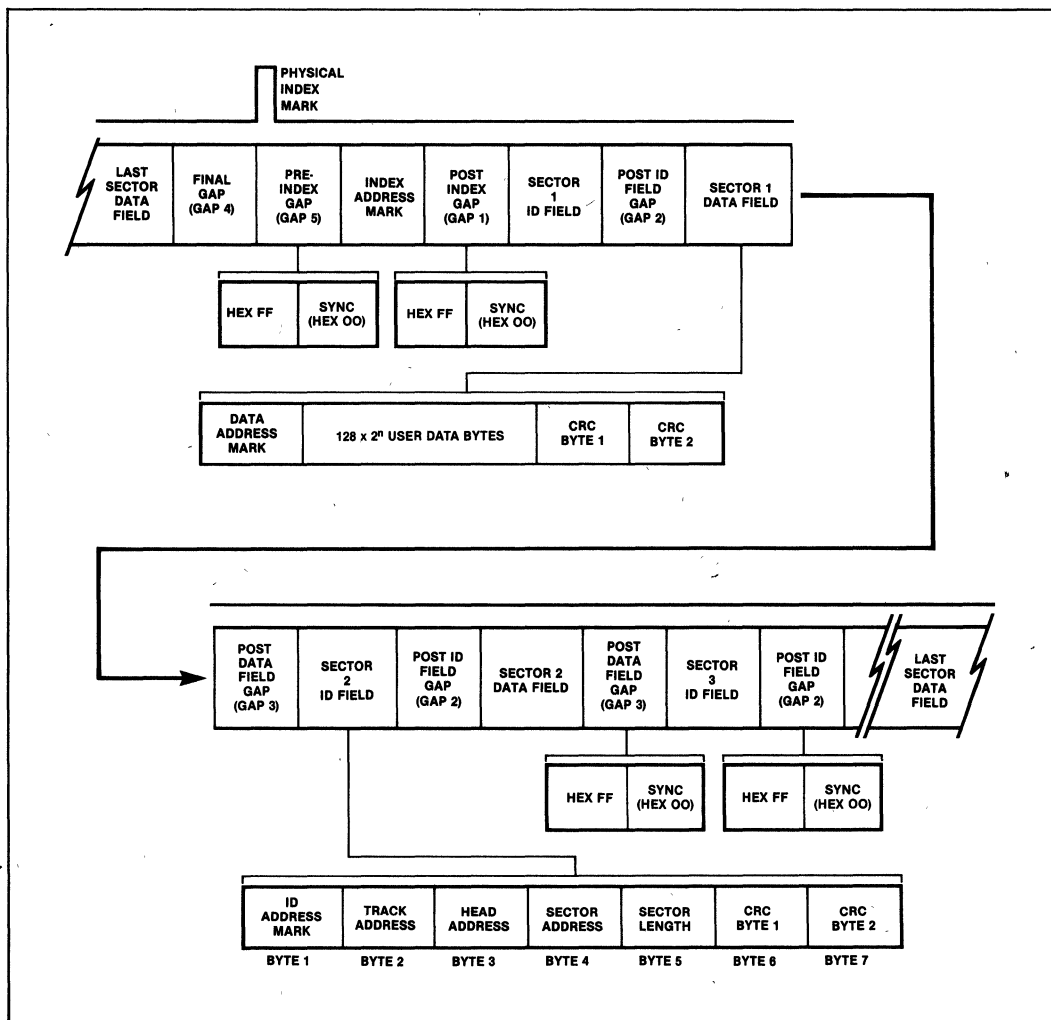 PHYSICAL
INDEX
MARK
LAST
SECTOR
DATA
FIELD
FINAL
GAP
(GAP 4)
PRE-
INDEX
GAP
(GAP 5)
INDEX
ADDRESS
MARK
POST
INDEX
GAP
(GAP 1)
SECTOR
1
ID FIELD
POST ID
FIELD
GAP
(GAP 2)
SECTOR 1
DATA FIELD
HEX FF
SYNC
(HEX OO)
HEX FF
SYNC
(HEX OO)
DATA
ADDRESS
MARK
128 x 2ⁿ USER DATA BYTES
CRC
BYTE 1
CRC
BYTE 2
POST
DATA
FIELD
GAP
(GAP 3)
SECTOR
2
ID FIELD
POST ID
FIELD
GAP
(GAP 2)
SECTOR 2
DATA FIELD
POST
DATA
FIELD
GAP
(GAP 3)
SECTOR
3
ID FIELD
POST ID
FIELD
GAP
(GAP 2)
LAST
SECTOR
DATA
FIELD
HEX FF
SYNC
(HEX OO)
HEX FF
SYNC
(HEX OO)
ID
ADDRESS
MARK
TRACK
ADDRESS
HEAD
ADDRESS
SECTOR
ADDRESS
SECTOR
LENGTH
CRC
BYTE 1
CRC
BYTE 2
BYTE 1
BYTE 2
BYTE 3
BYTE 4
BYTE 5
BYTE 6
BYTE 7